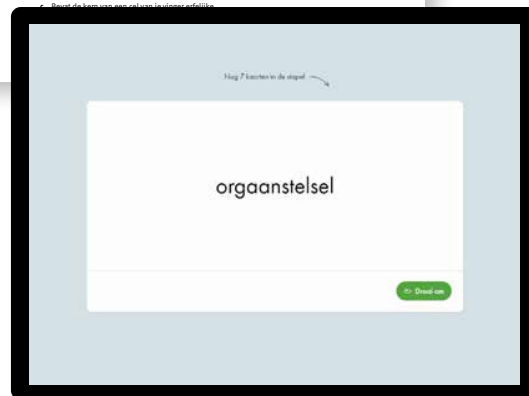 Bevat de kern van een cel van je vinger erfelijke
Nog 7 kaarten in de stapel
orgaanstelsel
Draai om